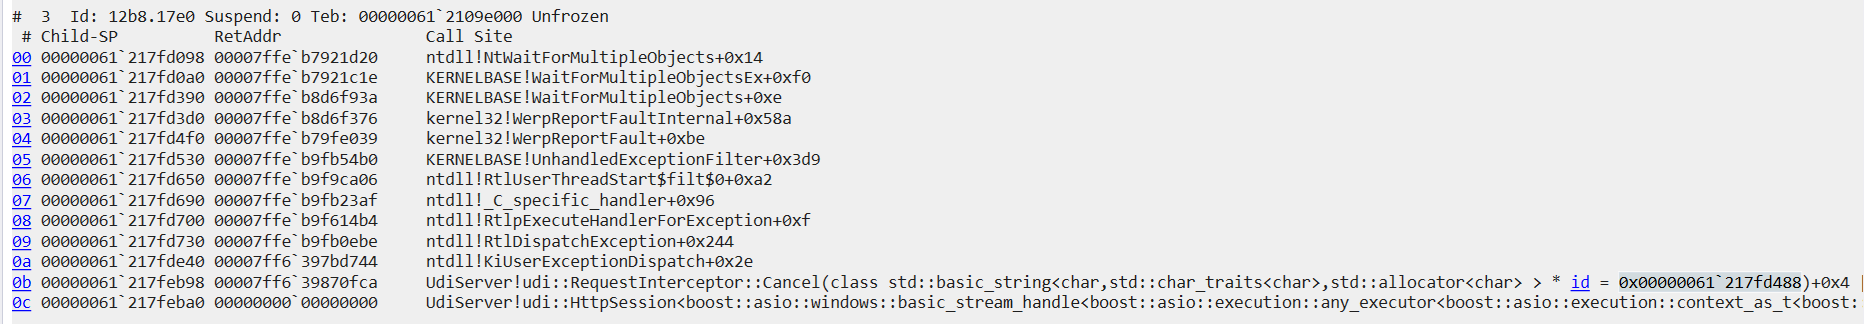 #  3  Id: 12b8.17e0 Suspend: 0 Teb: 00000061`2109e000 Unfrozen
 # Child-SP          RetAddr               Call Site
00 00000061`217fd098 00007ffe`b7921d20     ntdll!NtWaitForMultipleObjects+0x14
01 00000061`217fd0a0 00007ffe`b7921c1e     KERNELBASE!WaitForMultipleObjectsEx+0xf0
02 00000061`217fd390 00007ffe`b8d6f93a     KERNELBASE!WaitForMultipleObjects+0xe
03 00000061`217fd3d0 00007ffe`b8d6f376     kernel32!WerpReportFaultInternal+0x58a
04 00000061`217fd4f0 00007ffe`b79fe039     kernel32!WerpReportFault+0xbe
05 00000061`217fd530 00007ffe`b9fb54b0     KERNELBASE!UnhandledExceptionFilter+0x3d9
06 00000061`217fd650 00007ffe`b9f9ca06     ntdll!RtlUserThreadStart$filt$0+0xa2
07 00000061`217fd690 00007ffe`b9fb23af     ntdll!_C_specific_handler+0x96
08 00000061`217fd700 00007ffe`b9f614b4     ntdll!RtlpExecuteHandlerForException+0xf
09 00000061`217fd730 00007ffe`b9fb0ebe     ntdll!RtlDispatchException+0x244
0a 00000061`217fde40 00007ff6`397bd744     ntdll!KiUserExceptionDispatch+0x2e
0b 00000061`217feb98 00007ff6`39870fca     UdiServer!udi::RequestInterceptor::Cancel(class std::basic_string<char,std::char_traits<char>,std::allocator<char> > * id = 0x00000061`217fd488)+0x4
0c 00000061`217feba0 00000000`00000000     UdiServer!udi::HttpSession<boost::asio::windows::basic_stream_handle<boost::asio::execution::any_executor<boost::asio::execution::context_as_t<boost: